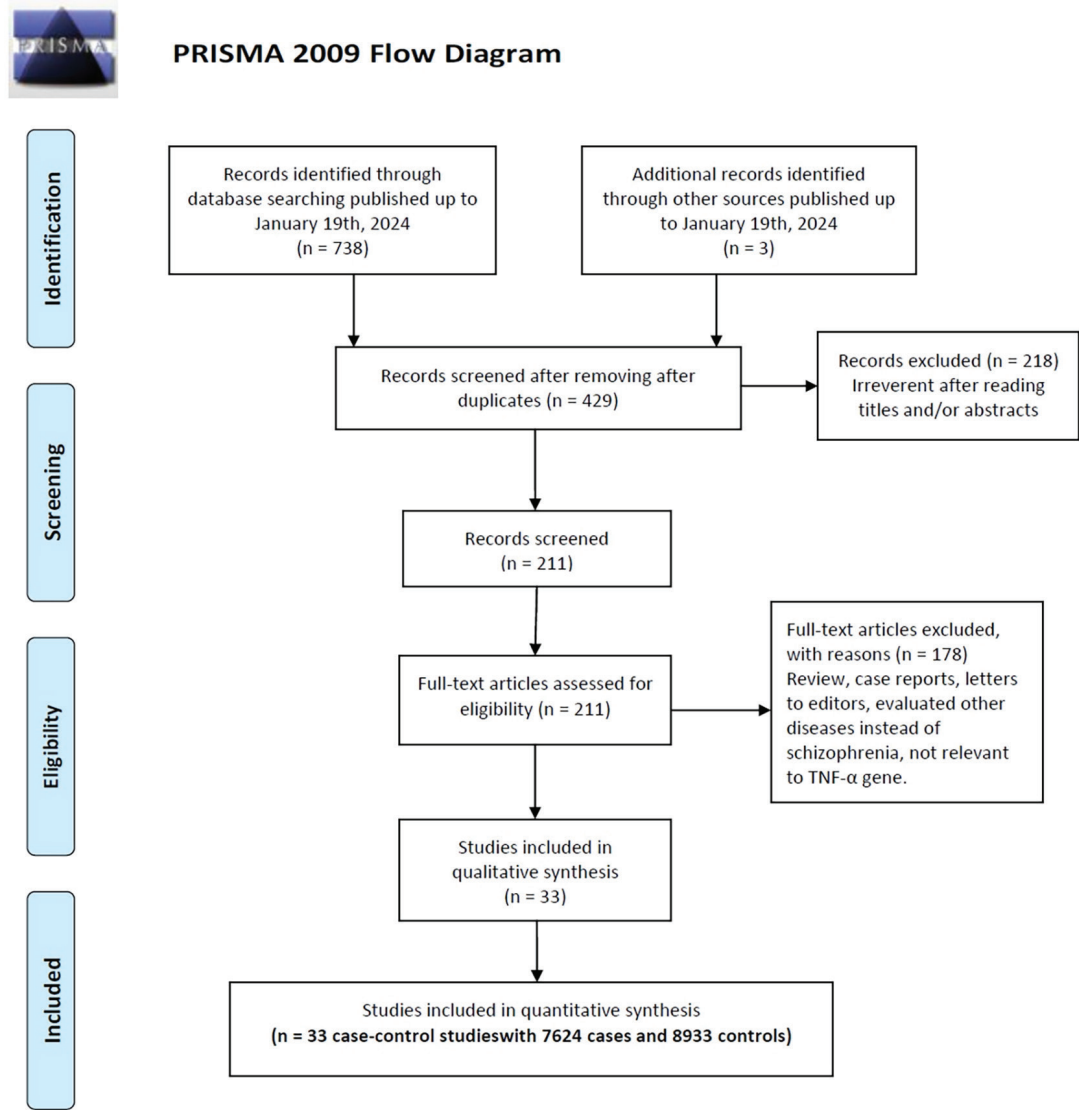 PRISMA
PRISMA 2009 Flow Diagram
Identification
Records identified through
database searching published up to
January 19th, 2024
(n = 738)
Additional records identified
through other sources published up
to January 19th, 2024
(n = 3)
Records screened after removing after
duplicates (n = 429)
Records excluded (n = 218)
Irreverent after reading
titles and/or abstracts
Screening
Records screened
(n = 211)
Eligibility
Full-text articles assessed for
eligibility (n = 211)
Full-text articles excluded,
with reasons (n = 178)
Review, case reports, letters
to editors, evaluated other
diseases instead of
schizophrenia, not relevant
to TNF-α gene.
Studies included in
qualitative synthesis
(n = 33)
Included
Studies included in quantitative synthesis
(n = 33 case-control studieswith 7624 cases and 8933 controls)